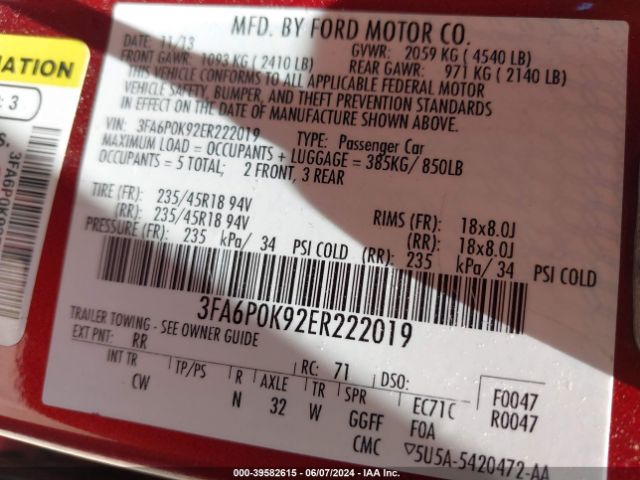 MFD. BY FORD MOTOR CO.
DATE: 11/13
GVWR: 2059 KG ( 4540 LB)
FRONT GAWR: 1093 KG ( 2410 LB)
REAR GAWR: 971 KG ( 2140 LB)
THIS VEHICLE CONFORMS TO ALL APPLICABLE FEDERAL MOTOR
VEHICLE SAFETY, BUMPER, AND THEFT PREVENTION STANDARDS
IN EFFECT ON THE DATE OF MANUFACTURE SHOWN ABOVE.
VIN: 3FA6P0K92ER222019
TYPE: Passenger Car
MAXIMUM LOAD = OCCUPANTS + LUGGAGE = 385KG/ 850LB
OCCUPANTS = 5 TOTAL; 2 FRONT, 3 REAR
TIRE (FR): 235/45R18 94V RIMS (FR): 18x8.0J
(RR): 235/45R18 94V (RR): 18x8.0J
PRESSURE (FR): 235 kPa/ 34 PSI COLD (RR): 235 kPa/ 34 PSI COLD
3FA6P0K92ER222019
TRAILER TOWING - SEE OWNER GUIDE
EXT PNT: RR RC: 71 DSO: F0047
INT TR TP/PS R AXLE TR SPR EC71C R0047
CW N 32 W GGFF F0A
CMC ▽5U5A-5420472-AA
: 3
000-39582615 - 06/07/2024 - IAA Inc.